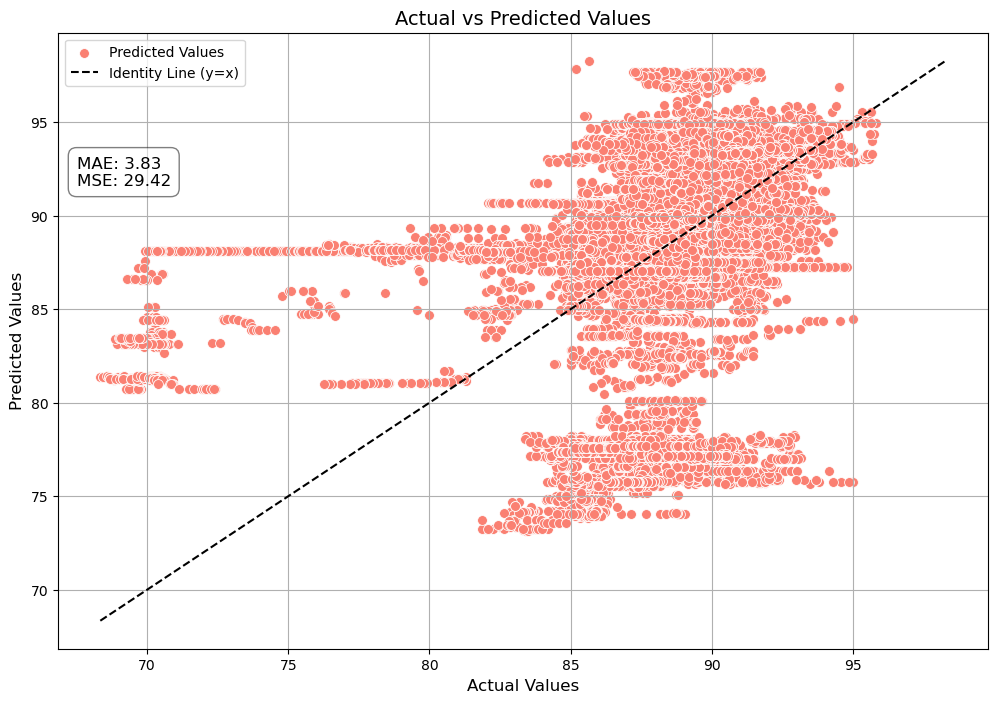 Actual vs Predicted Values
Predicted Values
Identity Line (y=x)
MAE: 3.83
MSE: 29.42
Predicted Values
95
90
85
80
75
70
70 75 80 85 90 95
Actual Values